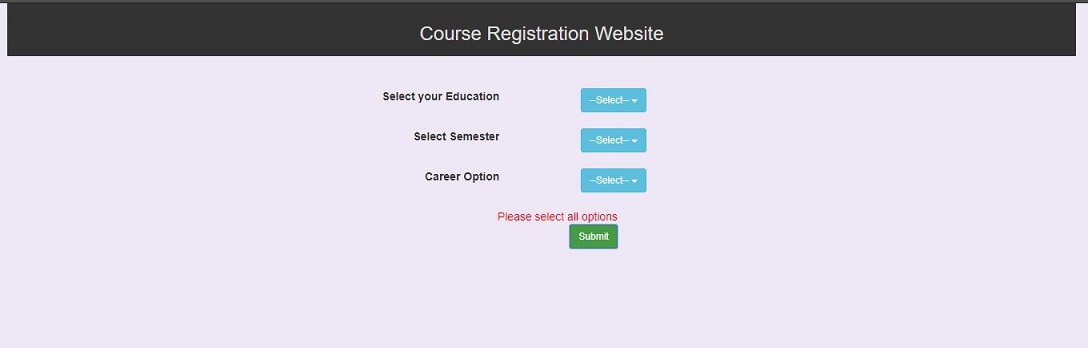 Course Registration Website
Select your Education --Select--
Select Semester --Select--
Career Option --Select--
Please select all options
Submit